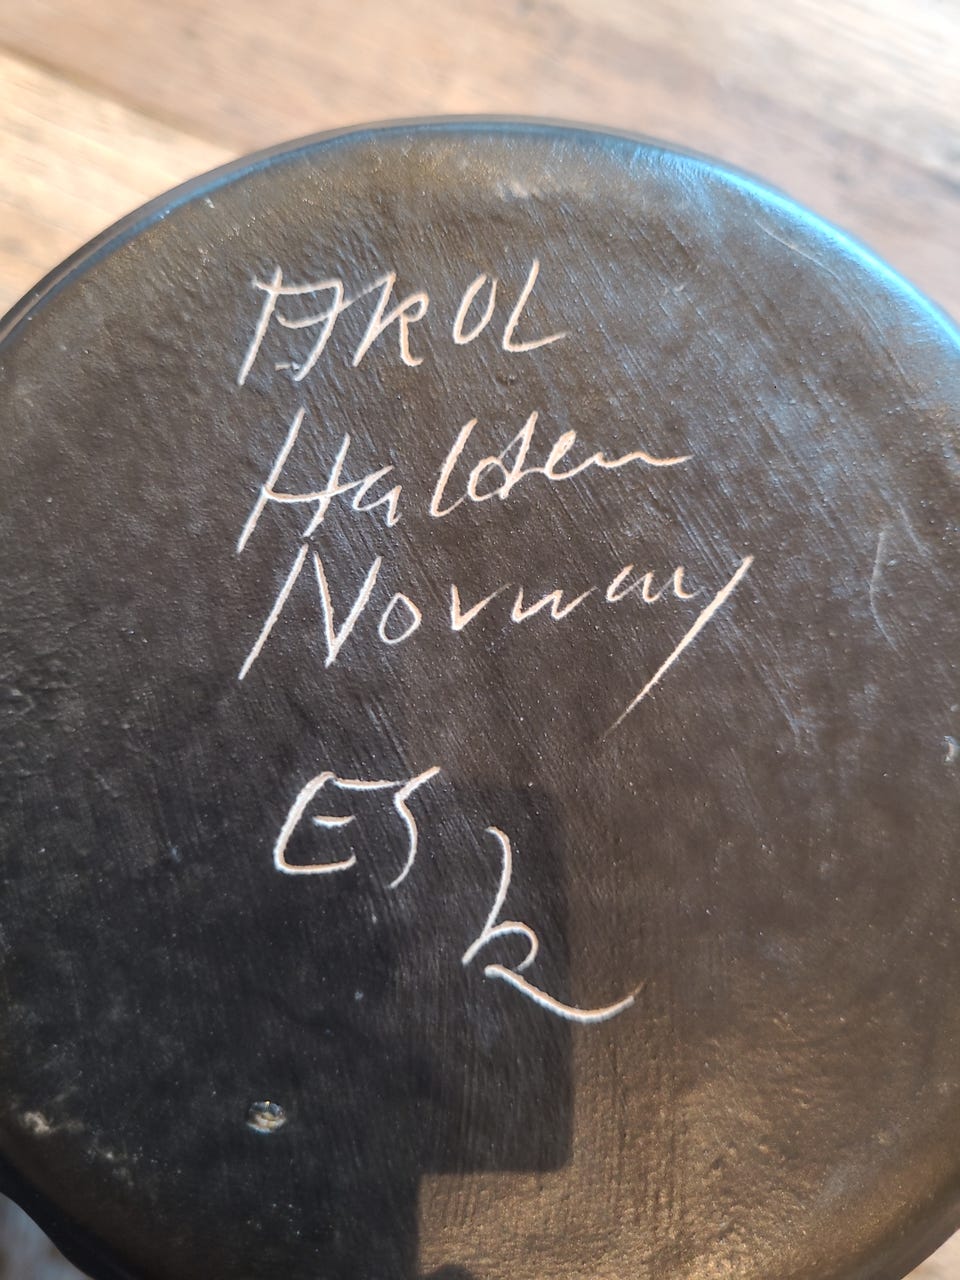 AROL
Halden
Norway
ES
k